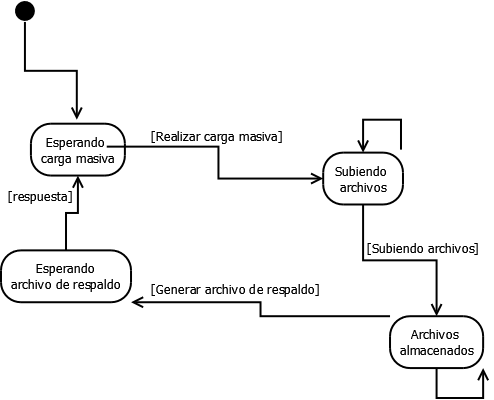 Esperando
carga masiva
[Realizar carga masiva]
Subiendo
archivos
[respuesta]
[Subiendo archivos]
Esperando
archivo de respaldo
[Generar archivo de respaldo]
Archivos
almacenados